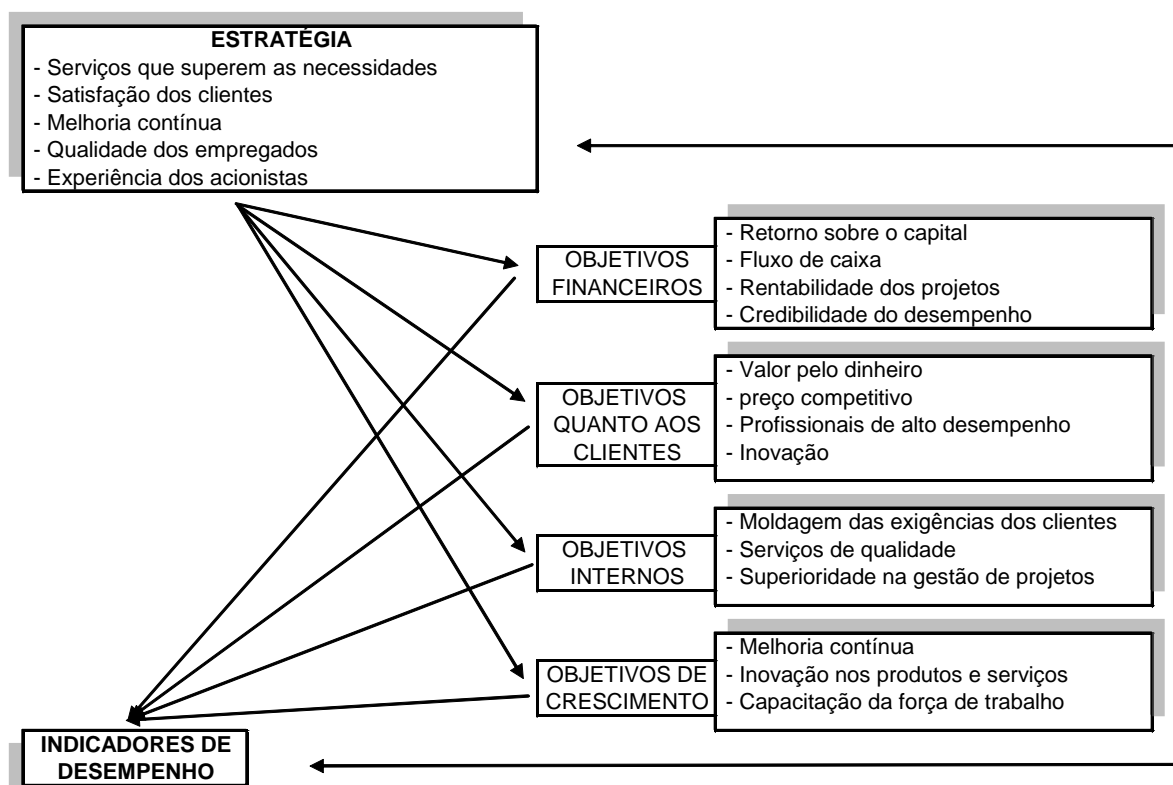 ESTRATÉGIA
- Serviços que superem as necessidades
- Satisfação dos clientes
- Melhoria contínua
- Qualidade dos empregados
- Experiência dos acionistas
OBJETIVOS
FINANCEIROS
- Retorno sobre o capital
- Fluxo de caixa
- Rentabilidade dos projetos
- Credibilidade do desempenho
OBJETIVOS
QUANTO AOS
CLIENTES
- Valor pelo dinheiro
- preço competitivo
- Profissionais de alto desempenho
- Inovação
OBJETIVOS
INTERNOS
- Moldagem das exigências dos clientes
- Serviços de qualidade
- Superioridade na gestão de projetos
OBJETIVOS DE
CRESCIMENTO
- Melhoria contínua
- Inovação nos produtos e serviços
- Capacitação da força de trabalho
INDICADORES DE
DESEMPENHO